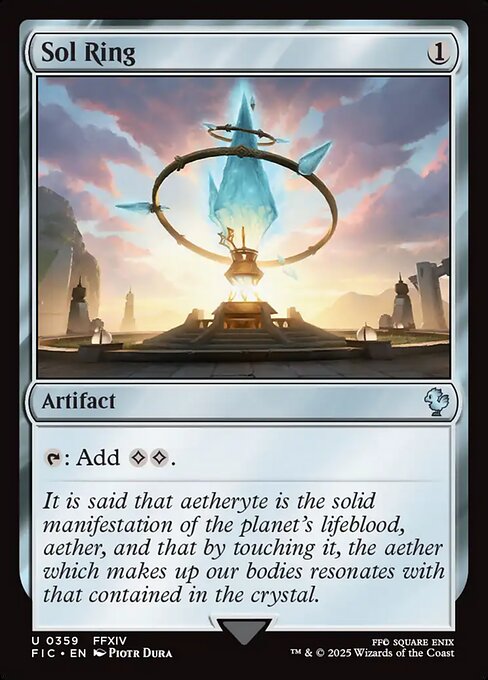 Sol Ring 1
Artifact
: Add .
It is said that aetheryte is the solid
manifestation of the planet's lifeblood,
aether, and that by touching it, the aether
which makes up our bodies resonates with
that contained in the crystal.
U 0359 FFXIV
FIC • EN Piotr Dura
FF© SQUARE ENIX
™ & © 2025 Wizards of the Coast